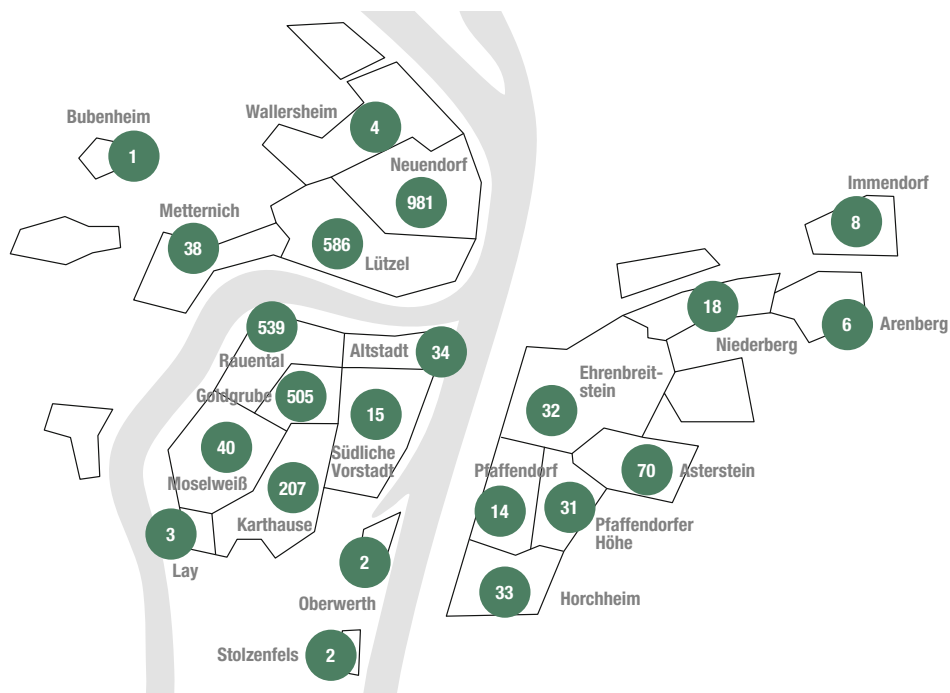 Bubenheim
1
Wallersheim
4
Neuendorf
981
Immendorf
8
Metternich
38
586
Lützel
18
Niederberg
6
Arenberg
539
Rauental
Altstadt
34
Goldgrube
505
15
Südliche
Vorstadt
Ehrenbreit-
stein
32
40
Moselweiß
207
Karthause
Pfaffendorf
14
31
Pfaffendorfer
Höhe
70
Asterstein
3
Lay
2
Oberwerth
33
Horchheim
Stolzenfels
2